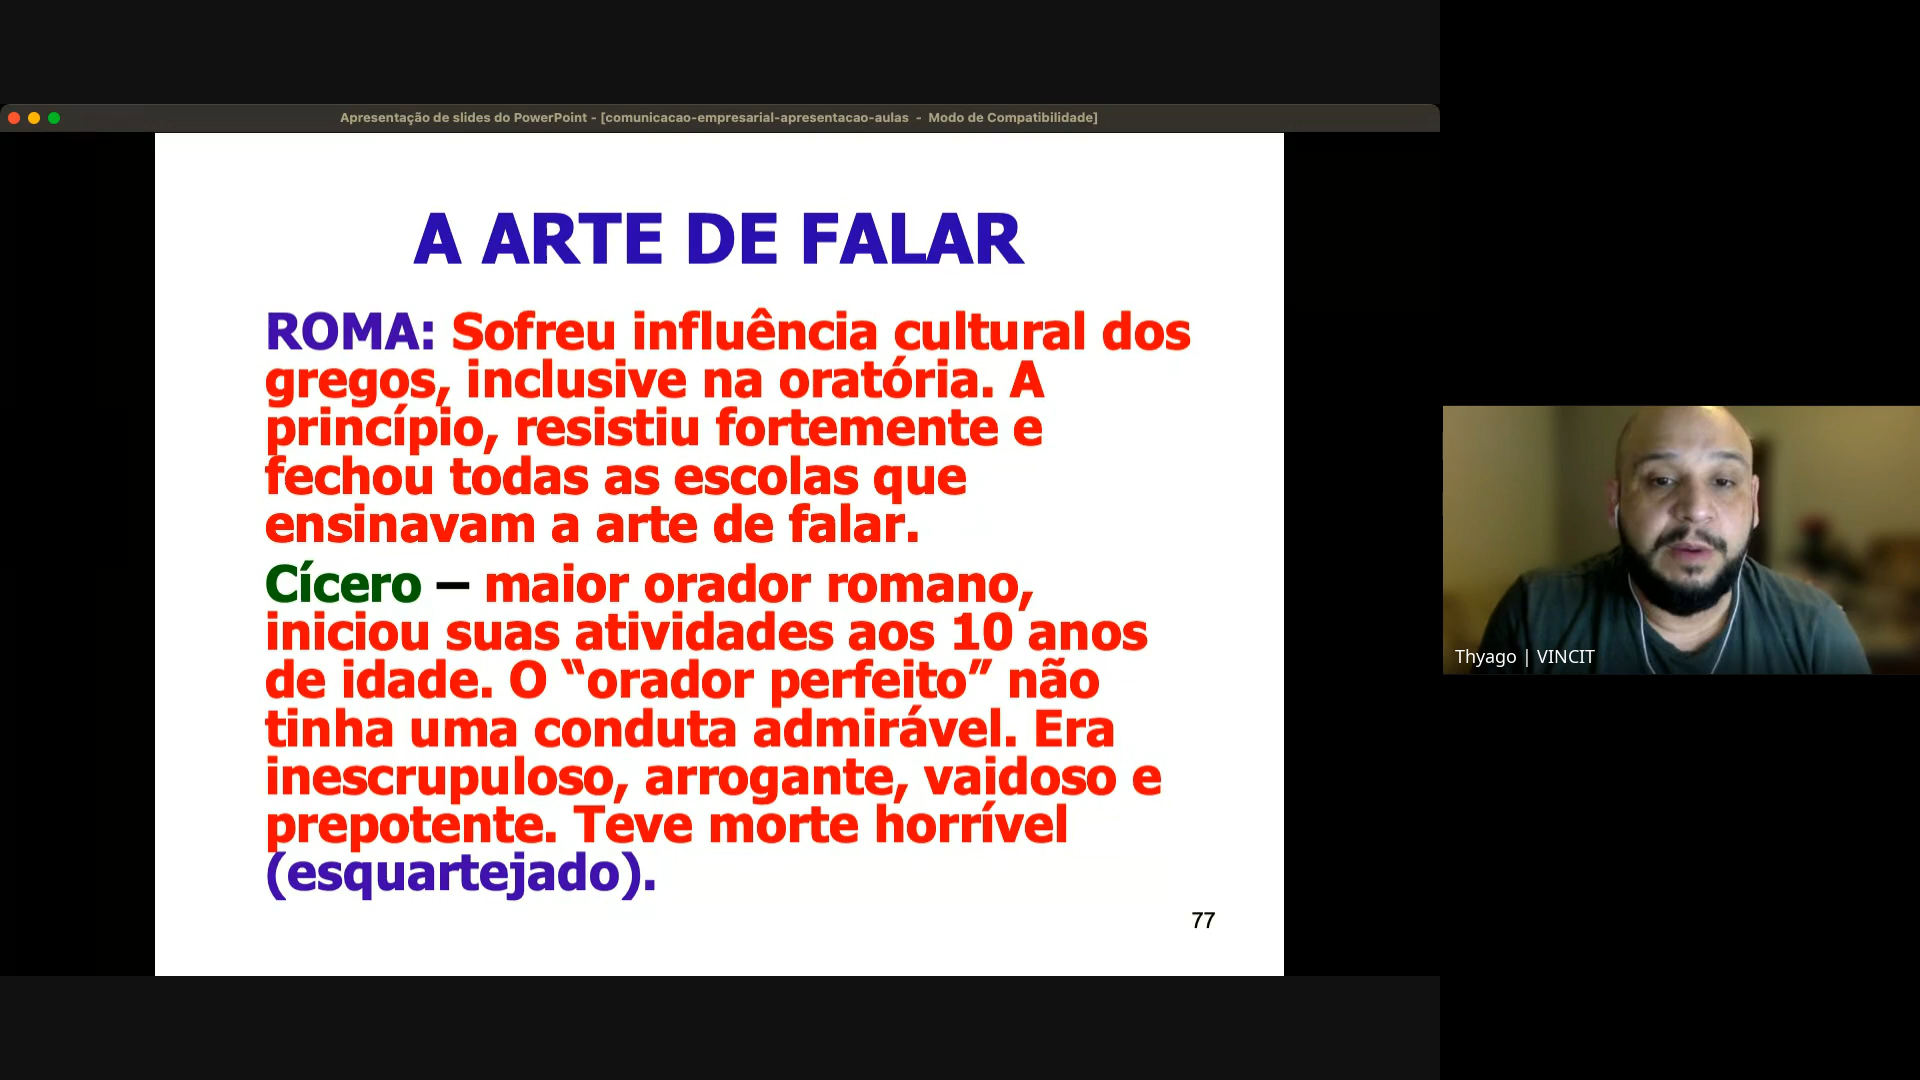 Apresentação de slides do PowerPoint - [comunicacao-empresarial-apresentacao-aulas - Modo de Compatibilidade]
A ARTE DE FALAR
ROMA: Sofreu influência cultural dos
gregos, inclusive na oratória. A
princípio, resistiu fortemente e
fechou todas as escolas que
ensinavam a arte de falar.
Cícero – maior orador romano,
iniciou suas atividades aos 10 anos
de idade. O “orador perfeito” não
tinha uma conduta admirável. Era
inescrupuloso, arrogante, vaidoso e
prepotente. Teve morte horrível
(esquartejado).
77
Thyago | VINCIT